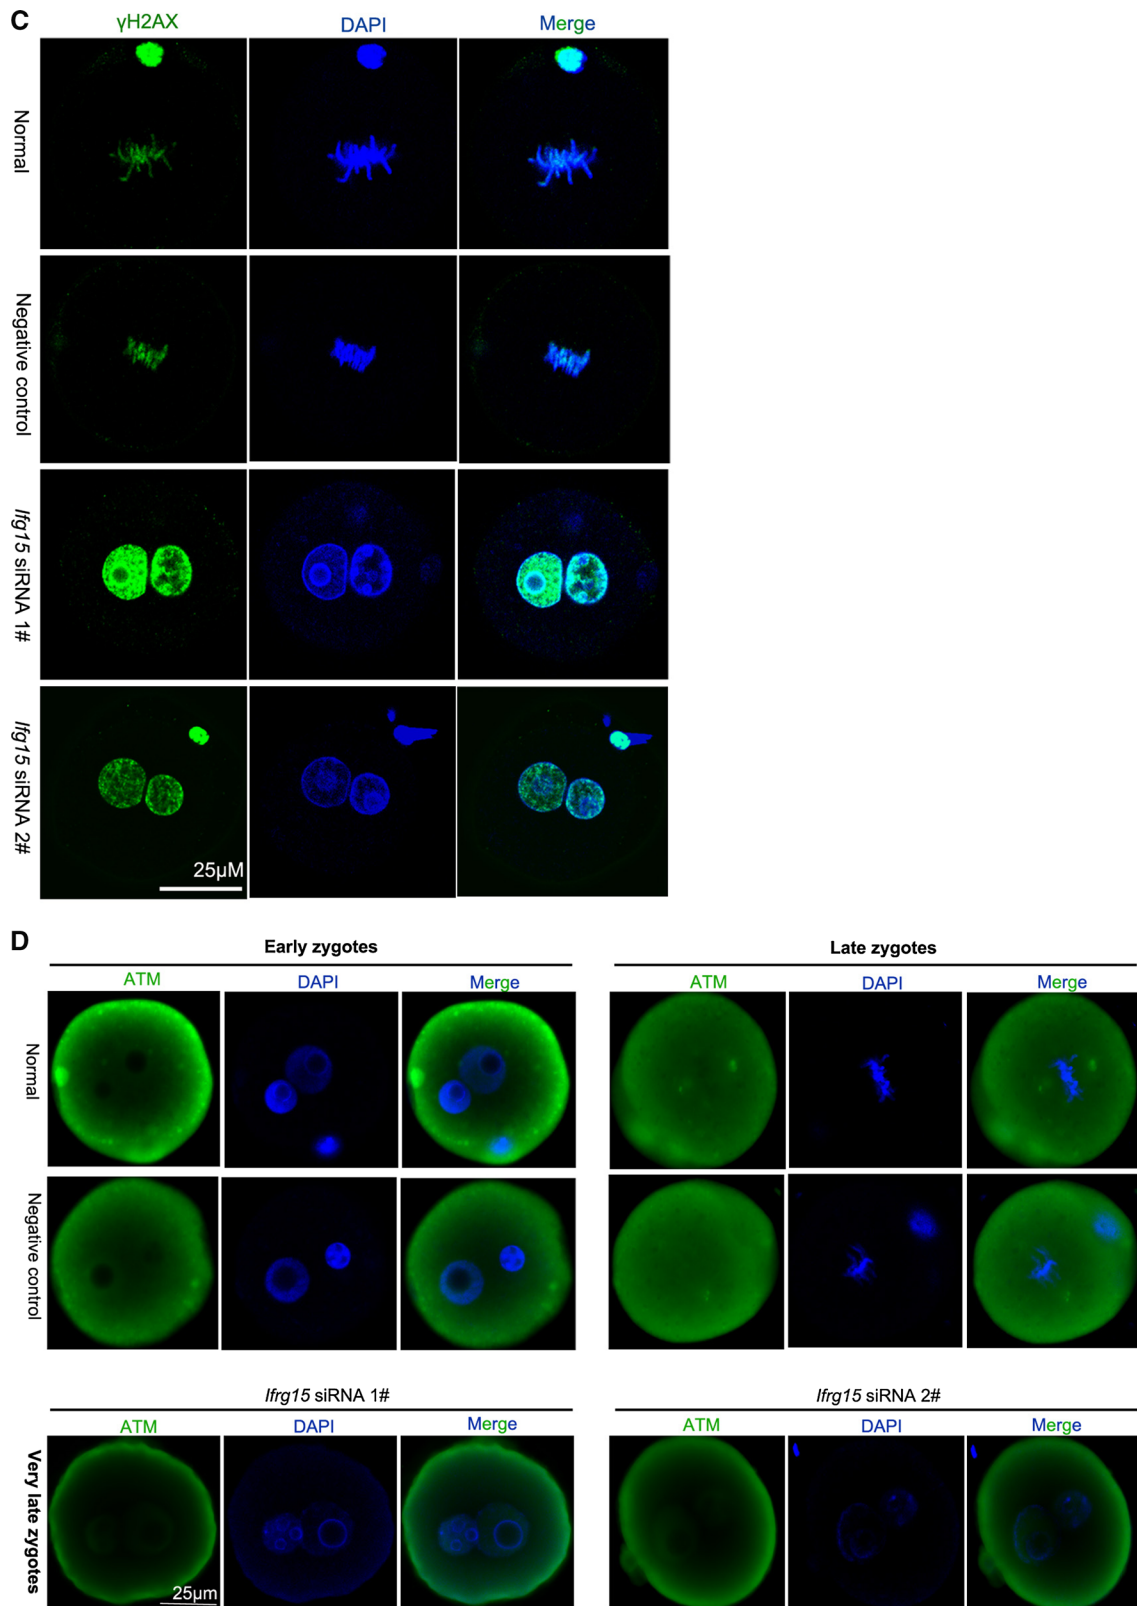 C
γH2AX DAPI Merge
Normal
Negative control
Ifg15 siRNA 1#
Ifg15 siRNA 2#
25µM
D
Early zygotes Late zygotes
ATM DAPI Merge ATM DAPI Merge
Normal
Negative control
Ifrg15 siRNA 1# Ifrg15 siRNA 2#
ATM DAPI Merge ATM DAPI Merge
Very late zygotes
25µm